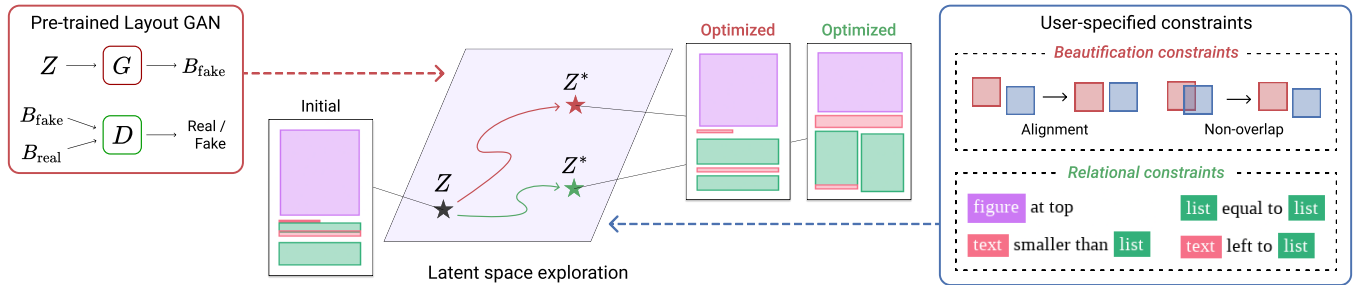 Pre-trained Layout GAN
Z G B_fake
B_fake
D Real / Fake
B_real
Initial
Z
Z*
Z*
Latent space exploration
Optimized
Optimized
User-specified constraints
Beautification constraints
Alignment
Non-overlap
Relational constraints
figure at top
list equal to list
text smaller than list
text left to list